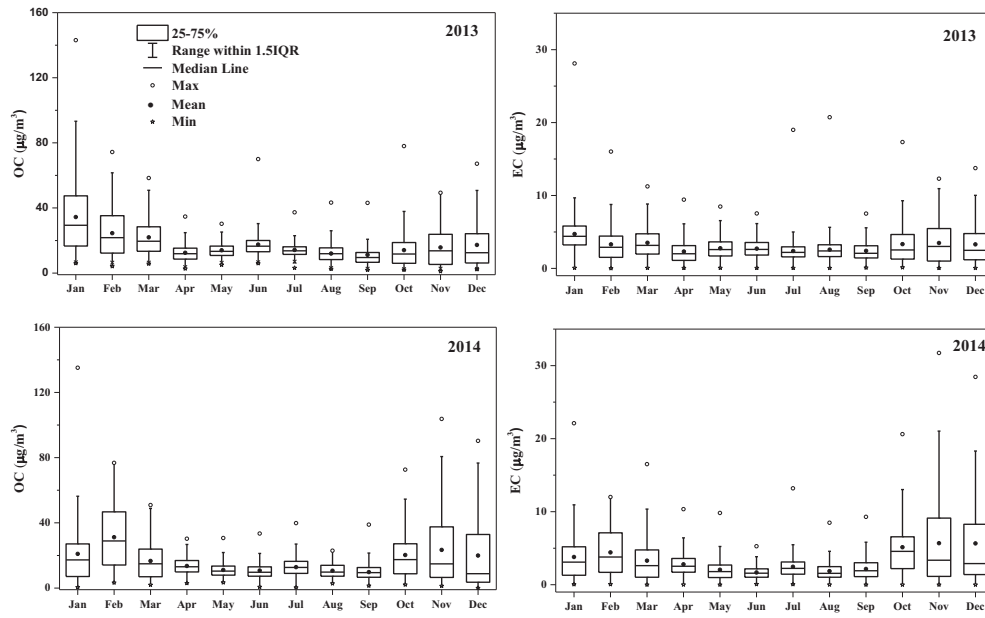 160
120
80
40
0
OC (μg/m³)
25-75%
Range within 1.5IQR
Median Line
Max
Mean
Min
2013
Jan Feb Mar Apr May Jun Jul Aug Sep Oct Nov Dec
30
20
10
0
EC (μg/m³)
2013
Jan Feb Mar Apr May Jun Jul Aug Sep Oct Nov Dec
160
120
80
40
0
OC (μg/m³)
2014
Jan Feb Mar Apr May Jun Jul Aug Sep Oct Nov Dec
30
20
10
0
EC (μg/m³)
2014
Jan Feb Mar Apr May Jun Jul Aug Sep Oct Nov Dec